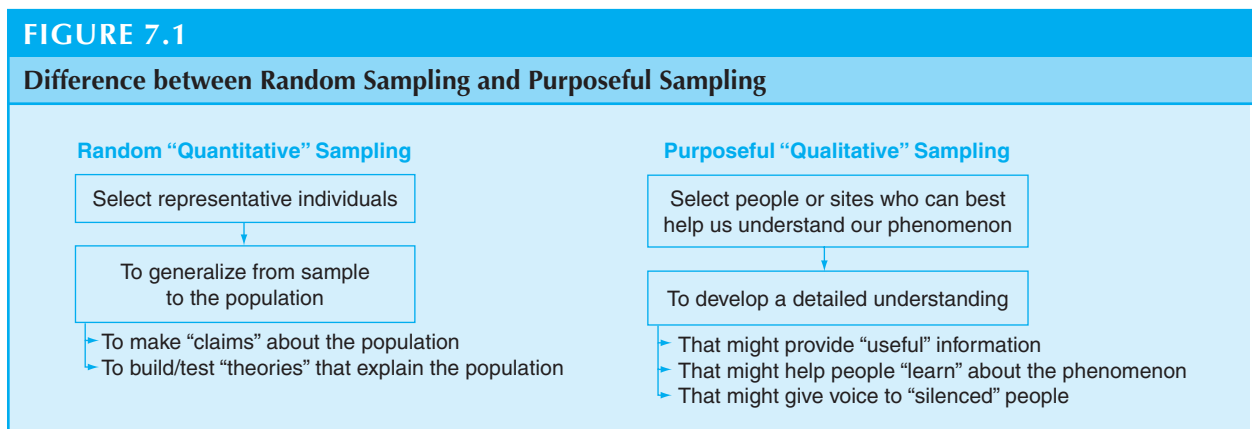 FIGURE 7.1
Difference between Random Sampling and Purposeful Sampling
Random “Quantitative” Sampling
Select representative individuals
To generalize from sample
to the population
To make “claims” about the population
To build/test “theories” that explain the population
Purposeful “Qualitative” Sampling
Select people or sites who can best
help us understand our phenomenon
To develop a detailed understanding
That might provide “useful” information
That might help people “learn” about the phenomenon
That might give voice to “silenced” people